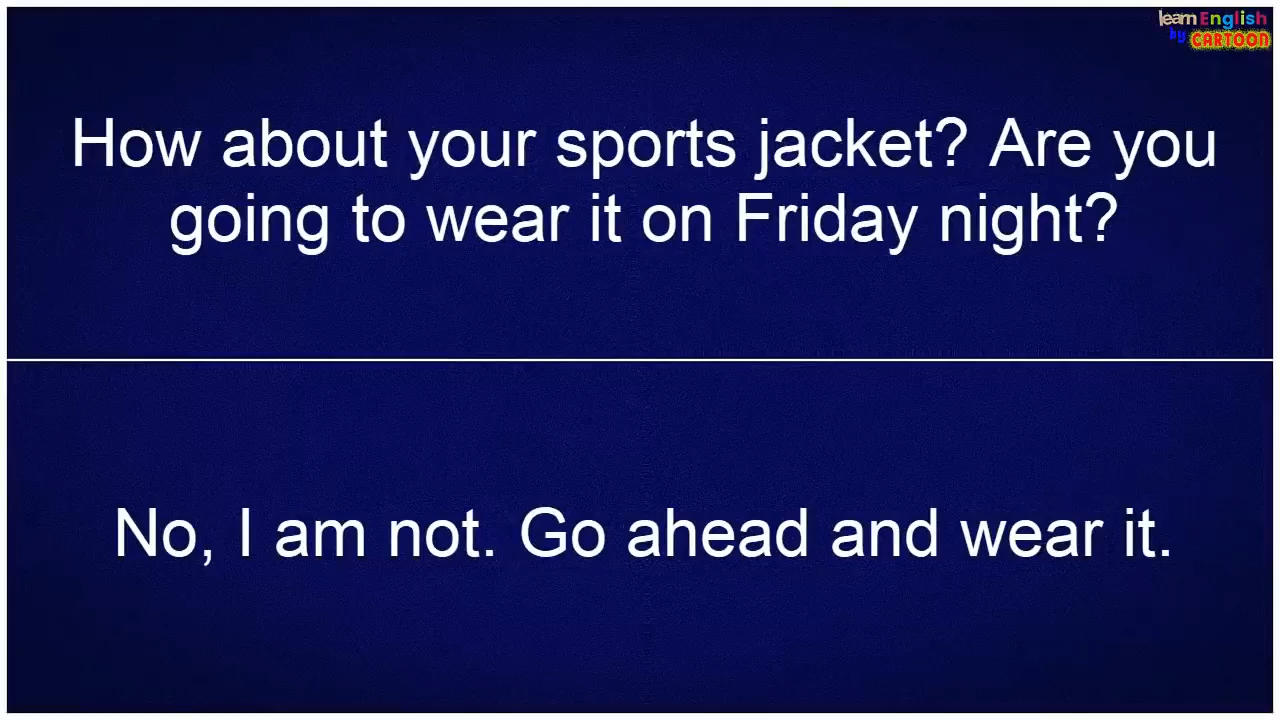 learn English
by CARTOON
How about your sports jacket? Are you
going to wear it on Friday night?
No, I am not. Go ahead and wear it.